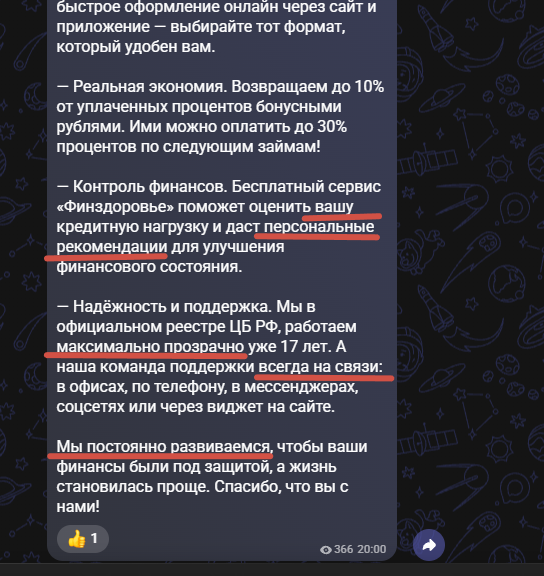 быстрое оформление онлайн через сайт и
приложение — выбирайте тот формат,
который удобен вам.
— Реальная экономия. Возвращаем до 10%
от уплаченных процентов бонусными
рублями. Ими можно оплатить до 30%
процентов по следующим займам!
— Контроль финансов. Бесплатный сервис
«Финздоровье» поможет оценить вашу
кредитную нагрузку и даст персональные
рекомендации для улучшения
финансового состояния.
— Надёжность и поддержка. Мы в
официальном реестре ЦБ РФ, работаем
максимально прозрачно уже 17 лет. А
наша команда поддержки всегда на связи:
в офисах, по телефону, в мессенджерах,
соцсетях или через виджет на сайте.
Мы постоянно развиваемся, чтобы ваши
финансы были под защитой, а жизнь
становилась проще. Спасибо, что вы с
нами!
1
366 20:00